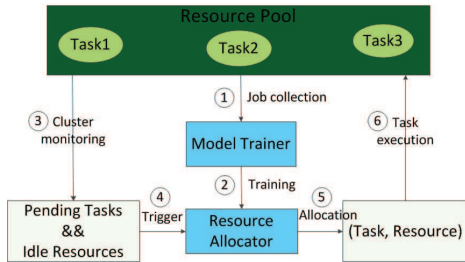 Resource Pool
Task1
Task2
Task3
3 Cluster
monitoring
1 Job collection
6 Task
execution
Model Trainer
2 Training
4
Trigger
5
Allocation
Pending Tasks
&&
Idle Resources
Resource
Allocator
(Task, Resource)